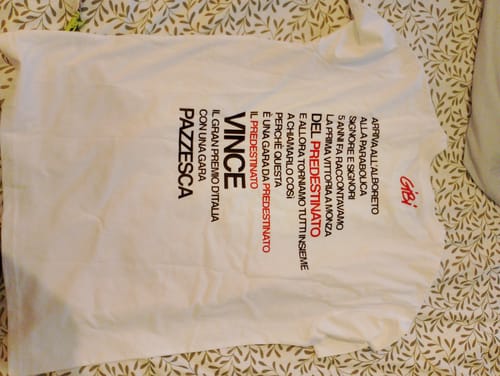 GiBi
ARRIVA ALL'ALBORETO
ALLA PARABOLICA
SIGNORE E SIGNORI
5 ANNI FA RACCONTAVAMO
LA PRIMA VITTORIA A MONZA
DEL PREDESTINATO
E ALLORA TORNIAMO TUTTI INSIEME
A CHIAMARLO COSÌ
PERCHÉ QUESTA
È UNA GARA DA PREDESTINATO
IL PREDESTINATO
VINCE
IL GRAN PREMIO D'ITALIA
CON UNA GARA
PAZZESCA